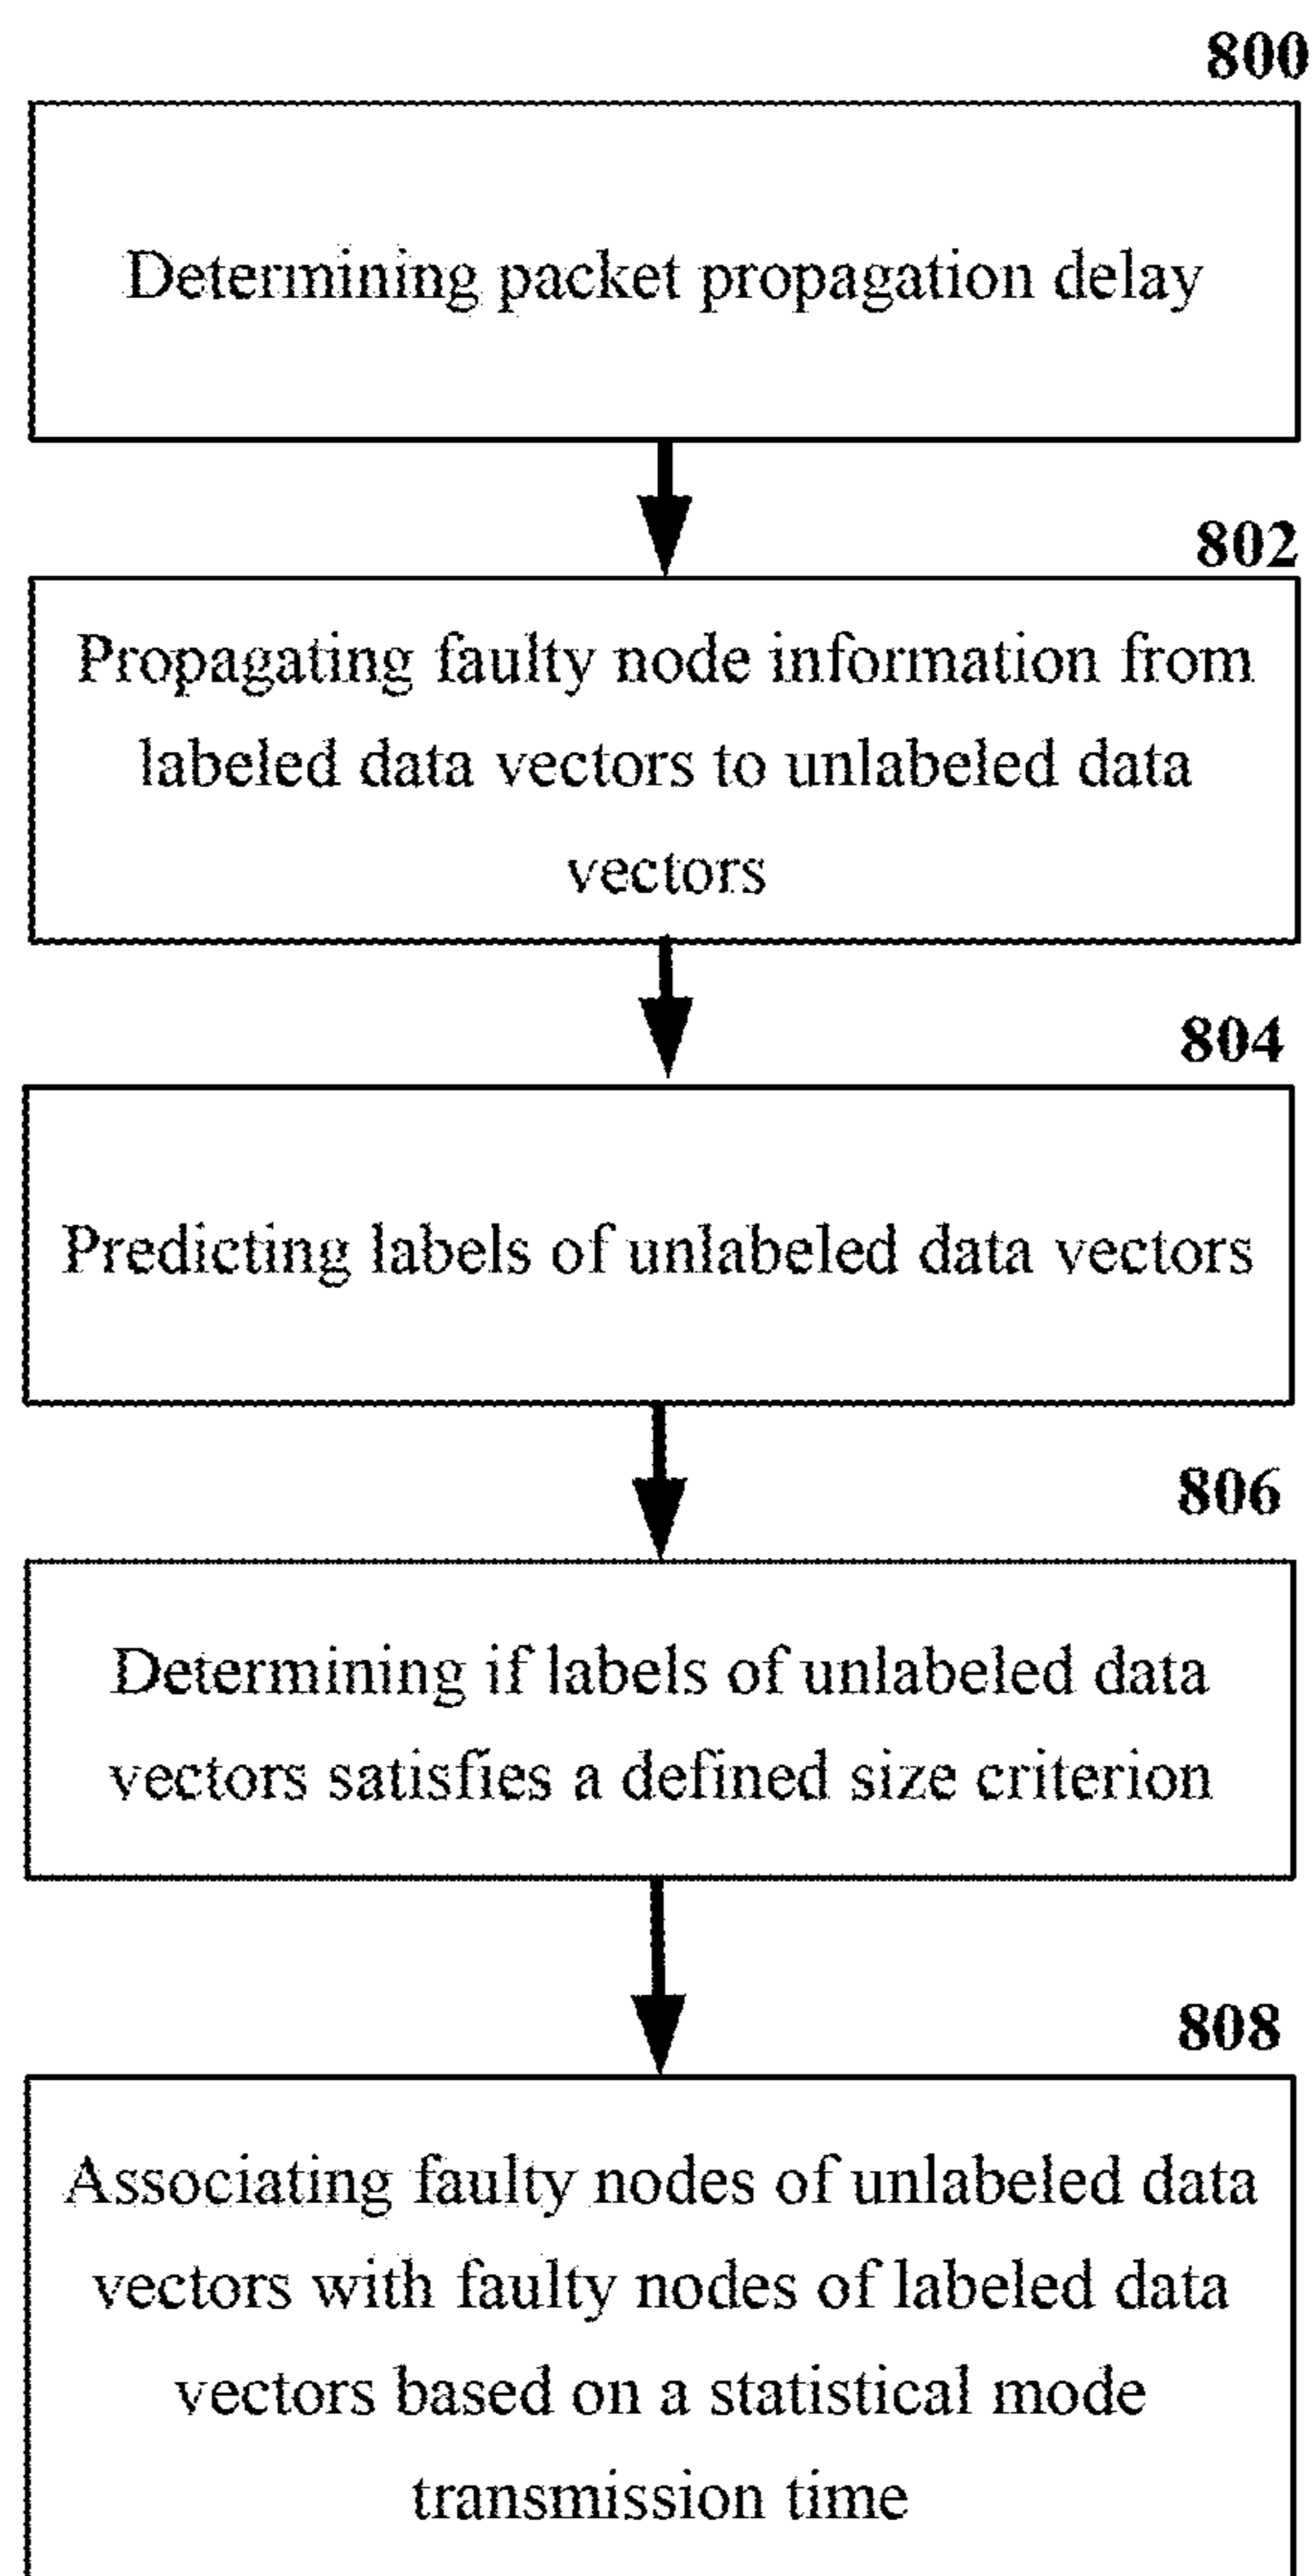 800
Determining packet propagation delay
802
Propagating faulty node information from
labeled data vectors to unlabeled data
vectors
804
Predicting labels of unlabeled data vectors
806
Determining if labels of unlabeled data
vectors satisfies a defined size criterion
808
Associating faulty nodes of unlabeled data
vectors with faulty nodes of labeled data
vectors based on a statistical mode
transmission time